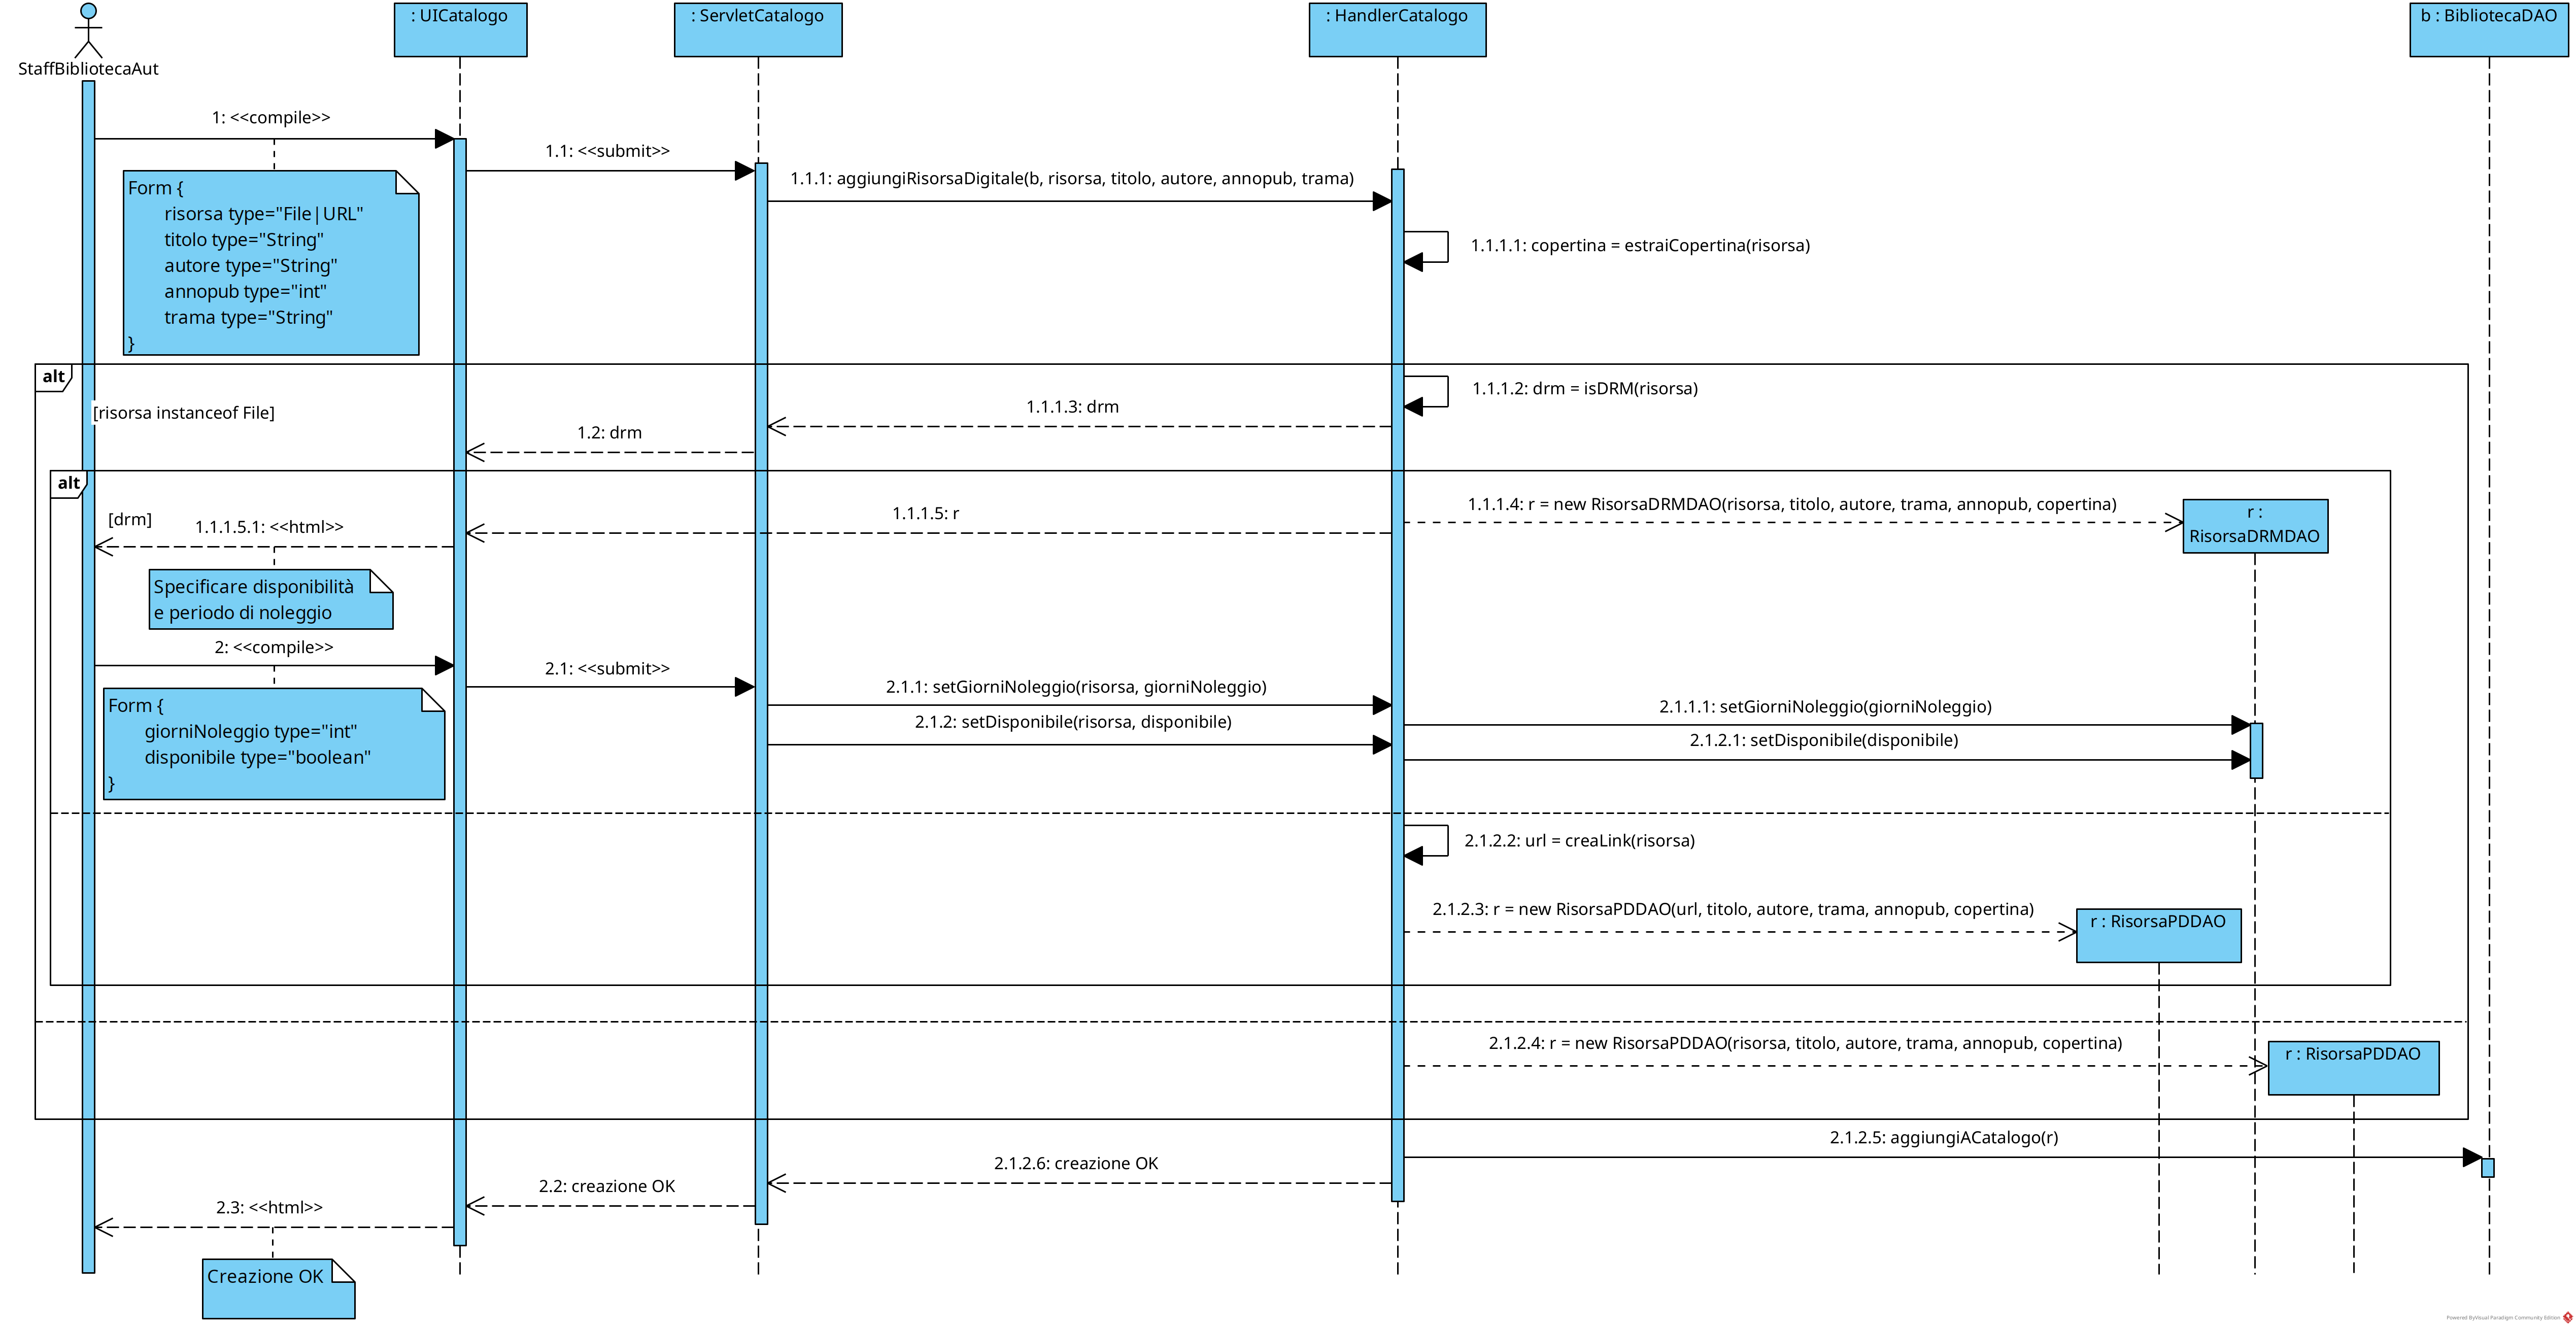 : UICatalogo
: ServletCatalogo
: HandlerCatalogo
b : BibliotecaDAO
StaffBibliotecaAut
1: <<compile>>
1.1: <<submit>>
1.1.1: aggiungiRisorsaDigitale(b, risorsa, titolo, autore, annopub, trama)
Form {
risorsa type="File|URL"
titolo type="String"
autore type="String"
annopub type="int"
trama type="String"
}
1.1.1.1: copertina = estraiCopertina(risorsa)
alt
[risorsa instanceof File]
1.1.1.2: drm = isDRM(risorsa)
1.1.1.3: drm
1.2: drm
alt
[drm]
1.1.1.4: r = new RisorsaDRMDAO(risorsa, titolo, autore, trama, annopub, copertina)
r :
RisorsaDRMDAO
1.1.1.5: r
1.1.1.5.1: <<html>>
Specificare disponibilità
e periodo di noleggio
2: <<compile>>
2.1: <<submit>>
Form {
giorniNoleggio type="int"
disponibile type="boolean"
}
2.1.1: setGiorniNoleggio(risorsa, giorniNoleggio)
2.1.1.1: setGiorniNoleggio(giorniNoleggio)
2.1.2: setDisponibile(risorsa, disponibile)
2.1.2.1: setDisponibile(disponibile)
2.1.2.2: url = creaLink(risorsa)
2.1.2.3: r = new RisorsaPDDAO(url, titolo, autore, trama, annopub, copertina)
r : RisorsaPDDAO
2.1.2.4: r = new RisorsaPDDAO(risorsa, titolo, autore, trama, annopub, copertina)
r : RisorsaPDDAO
2.1.2.5: aggiungiACatalogo(r)
2.1.2.6: creazione OK
2.2: creazione OK
2.3: <<html>>
Creazione OK
Powered By Visual Paradigm Community Edition